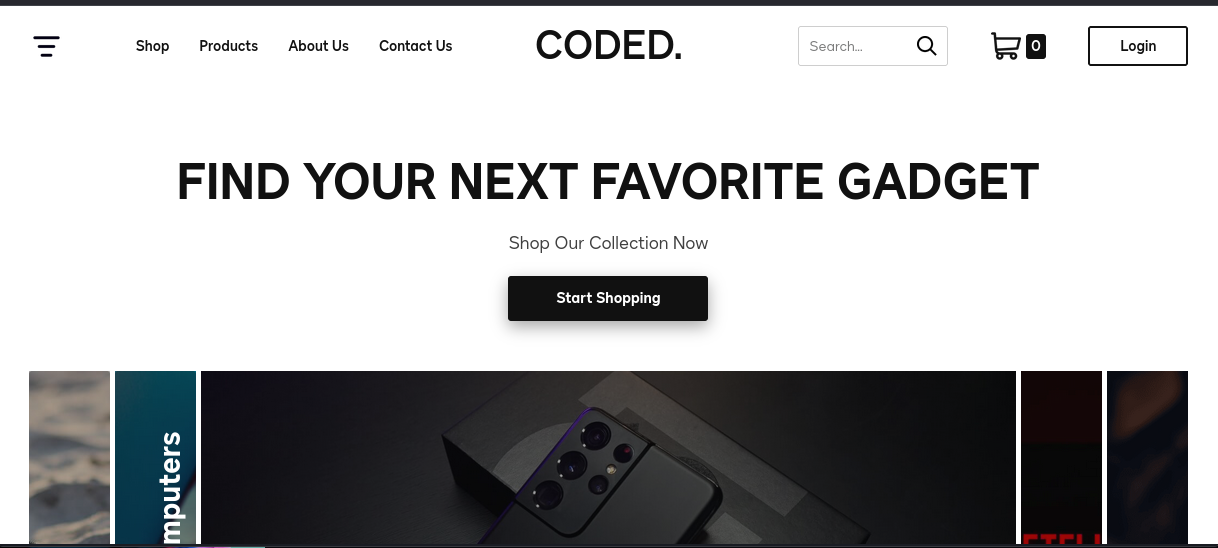 Shop
Products
About Us
Contact Us
CODED.
Search...
0
Login
FIND YOUR NEXT FAVORITE GADGET
Shop Our Collection Now
Start Shopping